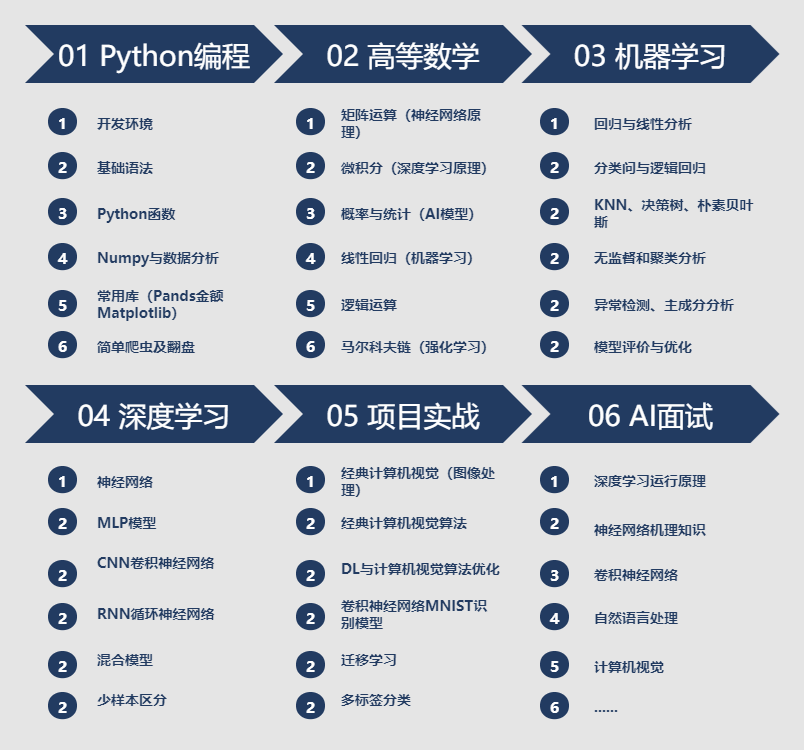 01 Python编程
1 开发环境
2 基础语法
3 Python函数
4 Numpy与数据分析
5 常用库（Pands金额
Matplotlib）
6 简单爬虫及翻盘
02 高等数学
1 矩阵运算（神经网络原
理）
2 微积分（深度学习原理）
3 概率与统计（AI模型）
4 线性回归（机器学习）
5 逻辑运算
6 马尔科夫链（强化学习）
03 机器学习
1 回归与线性分析
2 分类问与逻辑回归
2 KNN、决策树、朴素贝叶
斯
2 无监督和聚类分析
2 异常检测、主成分分析
2 模型评价与优化
04 深度学习
1 神经网络
2 MLP模型
2 CNN卷积神经网络
2 RNN循环神经网络
2 混合模型
2 少样本区分
05 项目实战
1 经典计算机视觉（图像处
理）
2 经典计算机视觉算法
2 DL与计算机视觉算法优化
2 卷积神经网络MNIST识
别模型
2 迁移学习
2 多标签分类
06 AI面试
1 深度学习运行原理
2 神经网络机理知识
3 卷积神经网络
4 自然语言处理
5 计算机视觉
6 ......